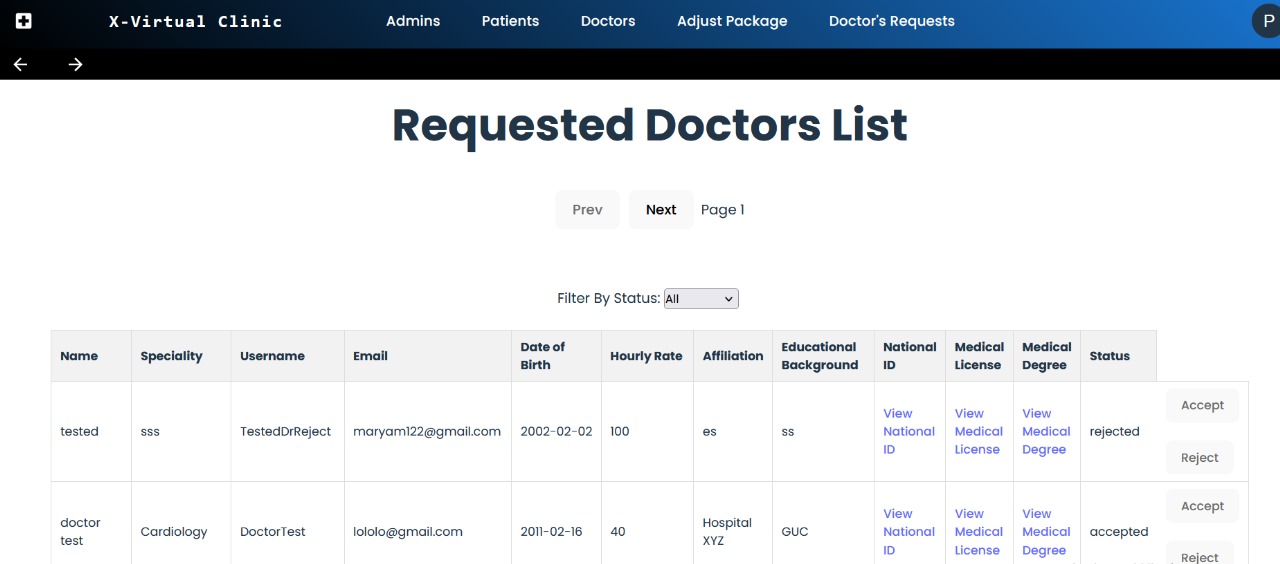 X-Virtual Clinic Admins Patients Doctors Adjust Package Doctor's Requests P
Requested Doctors List
Prev Next Page 1
Filter By Status: All
Name Speciality Username Email Date of Birth Hourly Rate Affiliation Educational Background National ID Medical License Medical Degree Status
tested sss TestedDrReject maryam122@gmail.com 2002-02-02 100 es ss View National ID View Medical License View Medical Degree rejected Accept Reject
doctor test Cardiology DoctorTest lololo@gmail.com 2011-02-16 40 Hospital XYZ GUC View National ID View Medical License View Medical Degree accepted Accept Reject